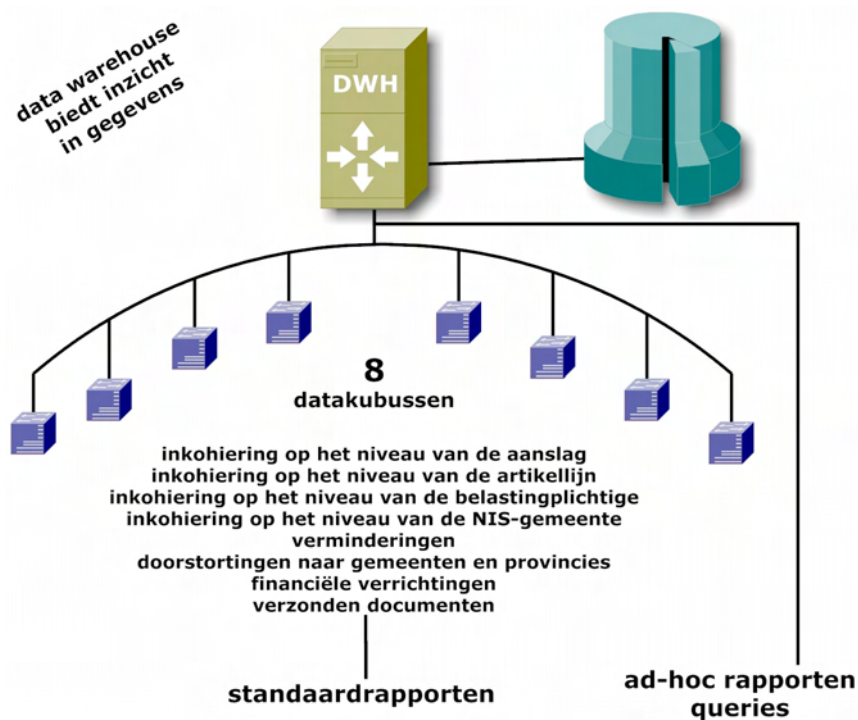 data warehouse
biedt inzicht
in gegevens
DWH
8
datakubussen
inkohiering op het niveau van de aanslag
inkohiering op het niveau van de artikellijn
inkohiering op het niveau van de belastingplichtige
inkohiering op het niveau van de NIS-gemeente
verminderingen
doorstortingen naar gemeenten en provincies
financiële verrichtingen
verzonden documenten
standaardrapporten
ad-hoc rapporten
queries